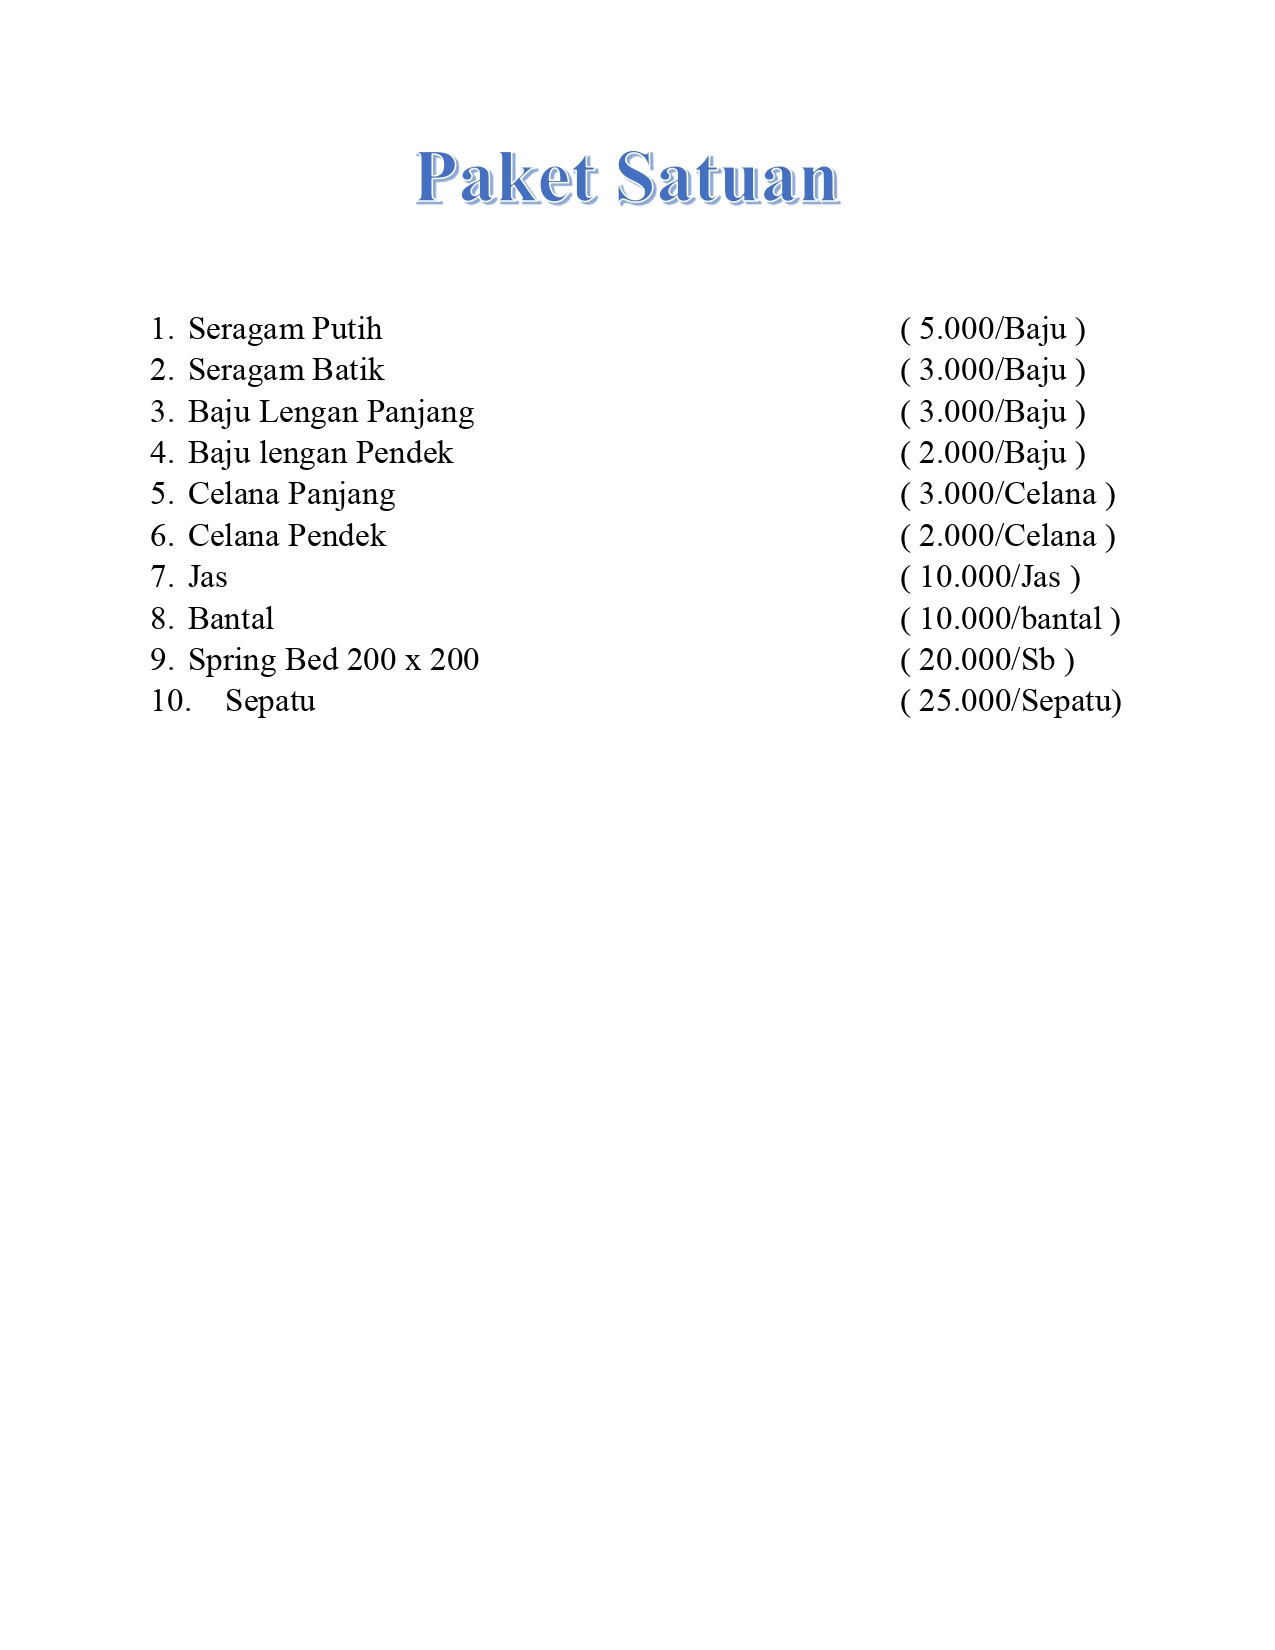 Paket Satuan
1. Seragam Putih ( 5.000/Baju )
2. Seragam Batik ( 3.000/Baju )
3. Baju Lengan Panjang ( 3.000/Baju )
4. Baju lengan Pendek ( 2.000/Baju )
5. Celana Panjang ( 3.000/Celana )
6. Celana Pendek ( 2.000/Celana )
7. Jas ( 10.000/Jas )
8. Bantal ( 10.000/bantal )
9. Spring Bed 200 x 200 ( 20.000/Sb )
10. Sepatu ( 25.000/Sepatu)